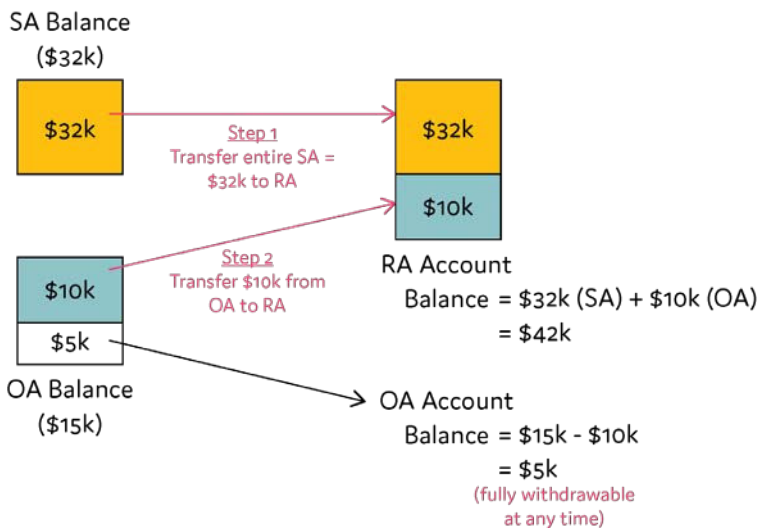 SA Balance
($32k)
$32k
Step 1
Transfer entire SA =
$32k to RA
$32k
$10k
Step 2
Transfer $10k from
OA to RA
$10k
$5k
OA Balance
($15k)
RA Account
Balance = $32k (SA) + $10k (OA)
= $42k
OA Account
Balance = $15k - $10k
= $5k
(fully withdrawable
at any time)